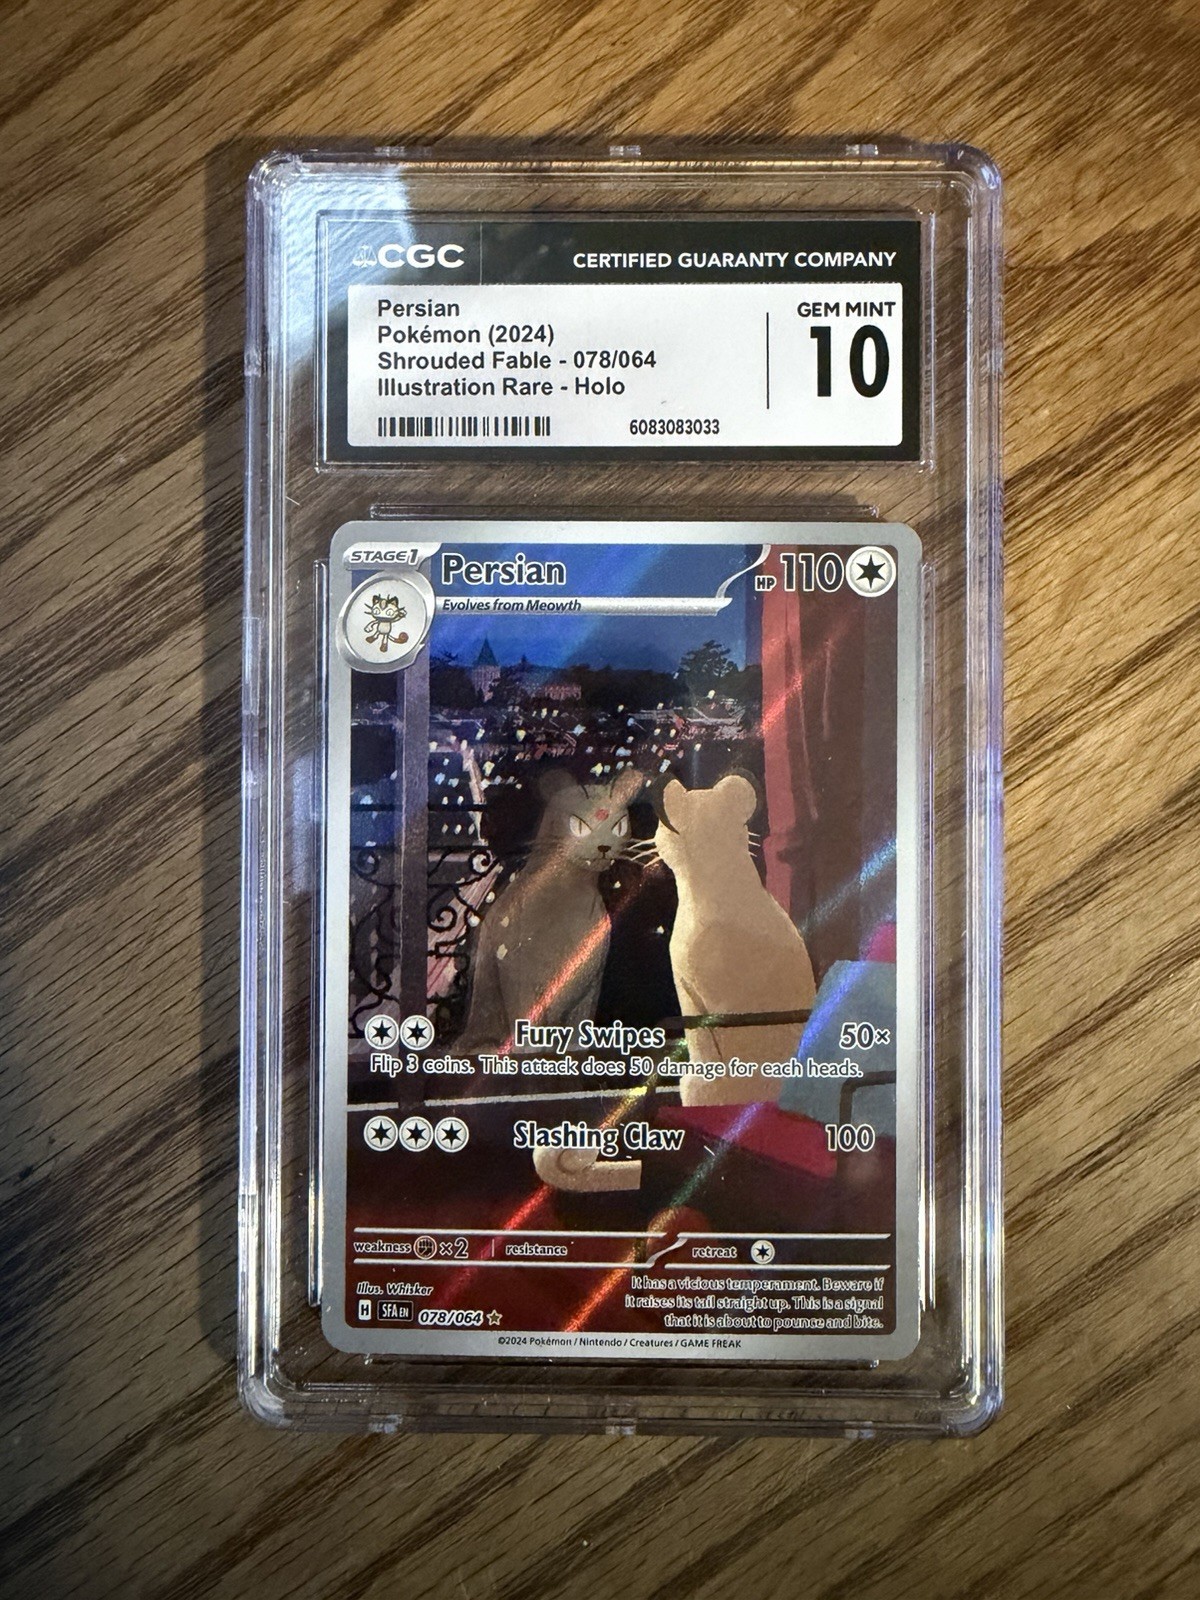 CGC
CERTIFIED GUARANTY COMPANY
Persian
Pokémon (2024)
Shrouded Fable - 078/064
Illustration Rare - Holo
6083083033
GEM MINT
10
STAGE1
Persian
HP 110
Evolves from Meowth
Fury Swipes 50×
Flip 3 coins. This attack does 50 damage for each heads.
Slashing Claw 100
weakness ×2 resistance retreat
Illus. Whisker
It has a vicious temperament. Beware if
it raises its tail straight up. This is a signal
that it is about to pounce and bite.
H SFA EN 078/064
©2024 Pokémon / Nintendo / Creatures / GAME FREAK